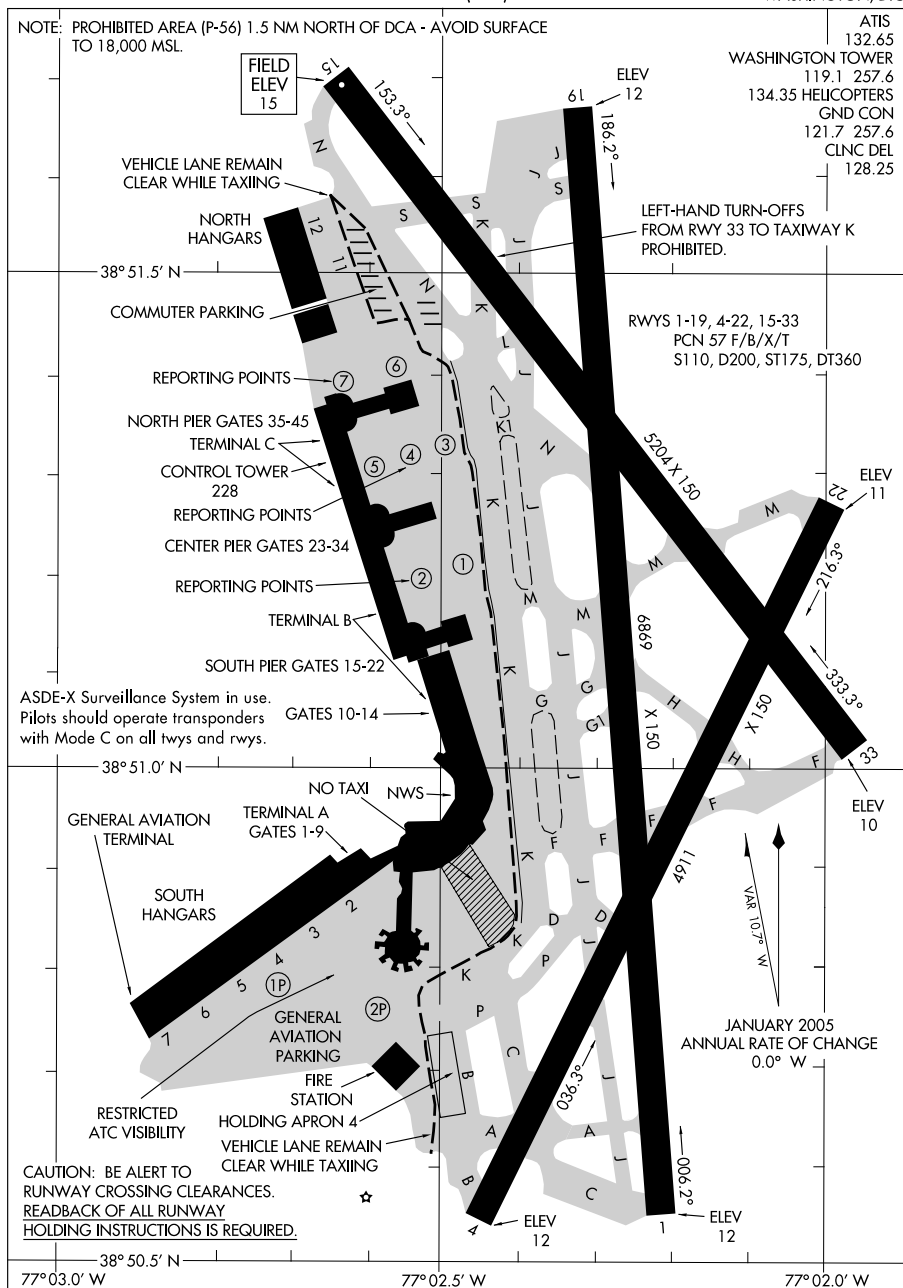 NOTE: PROHIBITED AREA (P-56) 1.5 NM NORTH OF DCA - AVOID SURFACE
TO 18,000 MSL.
ATIS
132.65
WASHINGTON TOWER
119.1 257.6
134.35 HELICOPTERS
GND CON
121.7 257.6
CLNC DEL
128.25
FIELD
ELEV
15
15
153.3°
19
ELEV
12
186.2°
VEHICLE LANE REMAIN
CLEAR WHILE TAXIING
N
J
J
S
S
S
K
J
NORTH
HANGARS
12
11
LEFT-HAND TURN-OFFS
FROM RWY 33 TO TAXIWAY K
PROHIBITED.
38°51.5' N
N
K
COMMUTER PARKING
L
J
RWYS 1-19, 4-22, 15-33
PCN 57 F/B/X/T
S110, D200, ST175, DT360
REPORTING POINTS
7
6
NORTH PIER GATES 35-45
TERMINAL C
K1
N
3
4
5
CONTROL TOWER
228
5204 X 150
REPORTING POINTS
K
J
M
22
ELEV
11
CENTER PIER GATES 23-34
REPORTING POINTS
2
1
M
216.3°
M
M
TERMINAL B
6869
X 150
SOUTH PIER GATES 15-22
K
J
G
G
G1
H
X 150
333.3°
ASDE-X Surveillance System in use.
Pilots should operate transponders
with Mode C on all twys and rwys.
GATES 10-14
38°51.0' N
J
H
F
33
ELEV
10
NO TAXI
NWS
TERMINAL A
GATES 1-9
GENERAL AVIATION
TERMINAL
K
F
F
F
F
4911
J
VAR 10.7° W
SOUTH
HANGARS
2
3
4
5
6
7
D
D
J
K
P
K
P
1P
2P
GENERAL
AVIATION
PARKING
JANUARY 2005
ANNUAL RATE OF CHANGE
0.0° W
FIRE
STATION
B
C
036.3°
J
RESTRICTED
ATC VISIBILITY
HOLDING APRON 4
A
A
VEHICLE LANE REMAIN
CLEAR WHILE TAXIING
B
C
J
006.2°
CAUTION: BE ALERT TO
RUNWAY CROSSING CLEARANCES.
READBACK OF ALL RUNWAY
HOLDING INSTRUCTIONS IS REQUIRED.
4
ELEV
12
1
ELEV
12
38°50.5' N
77°03.0' W
77°02.5' W
77°02.0' W